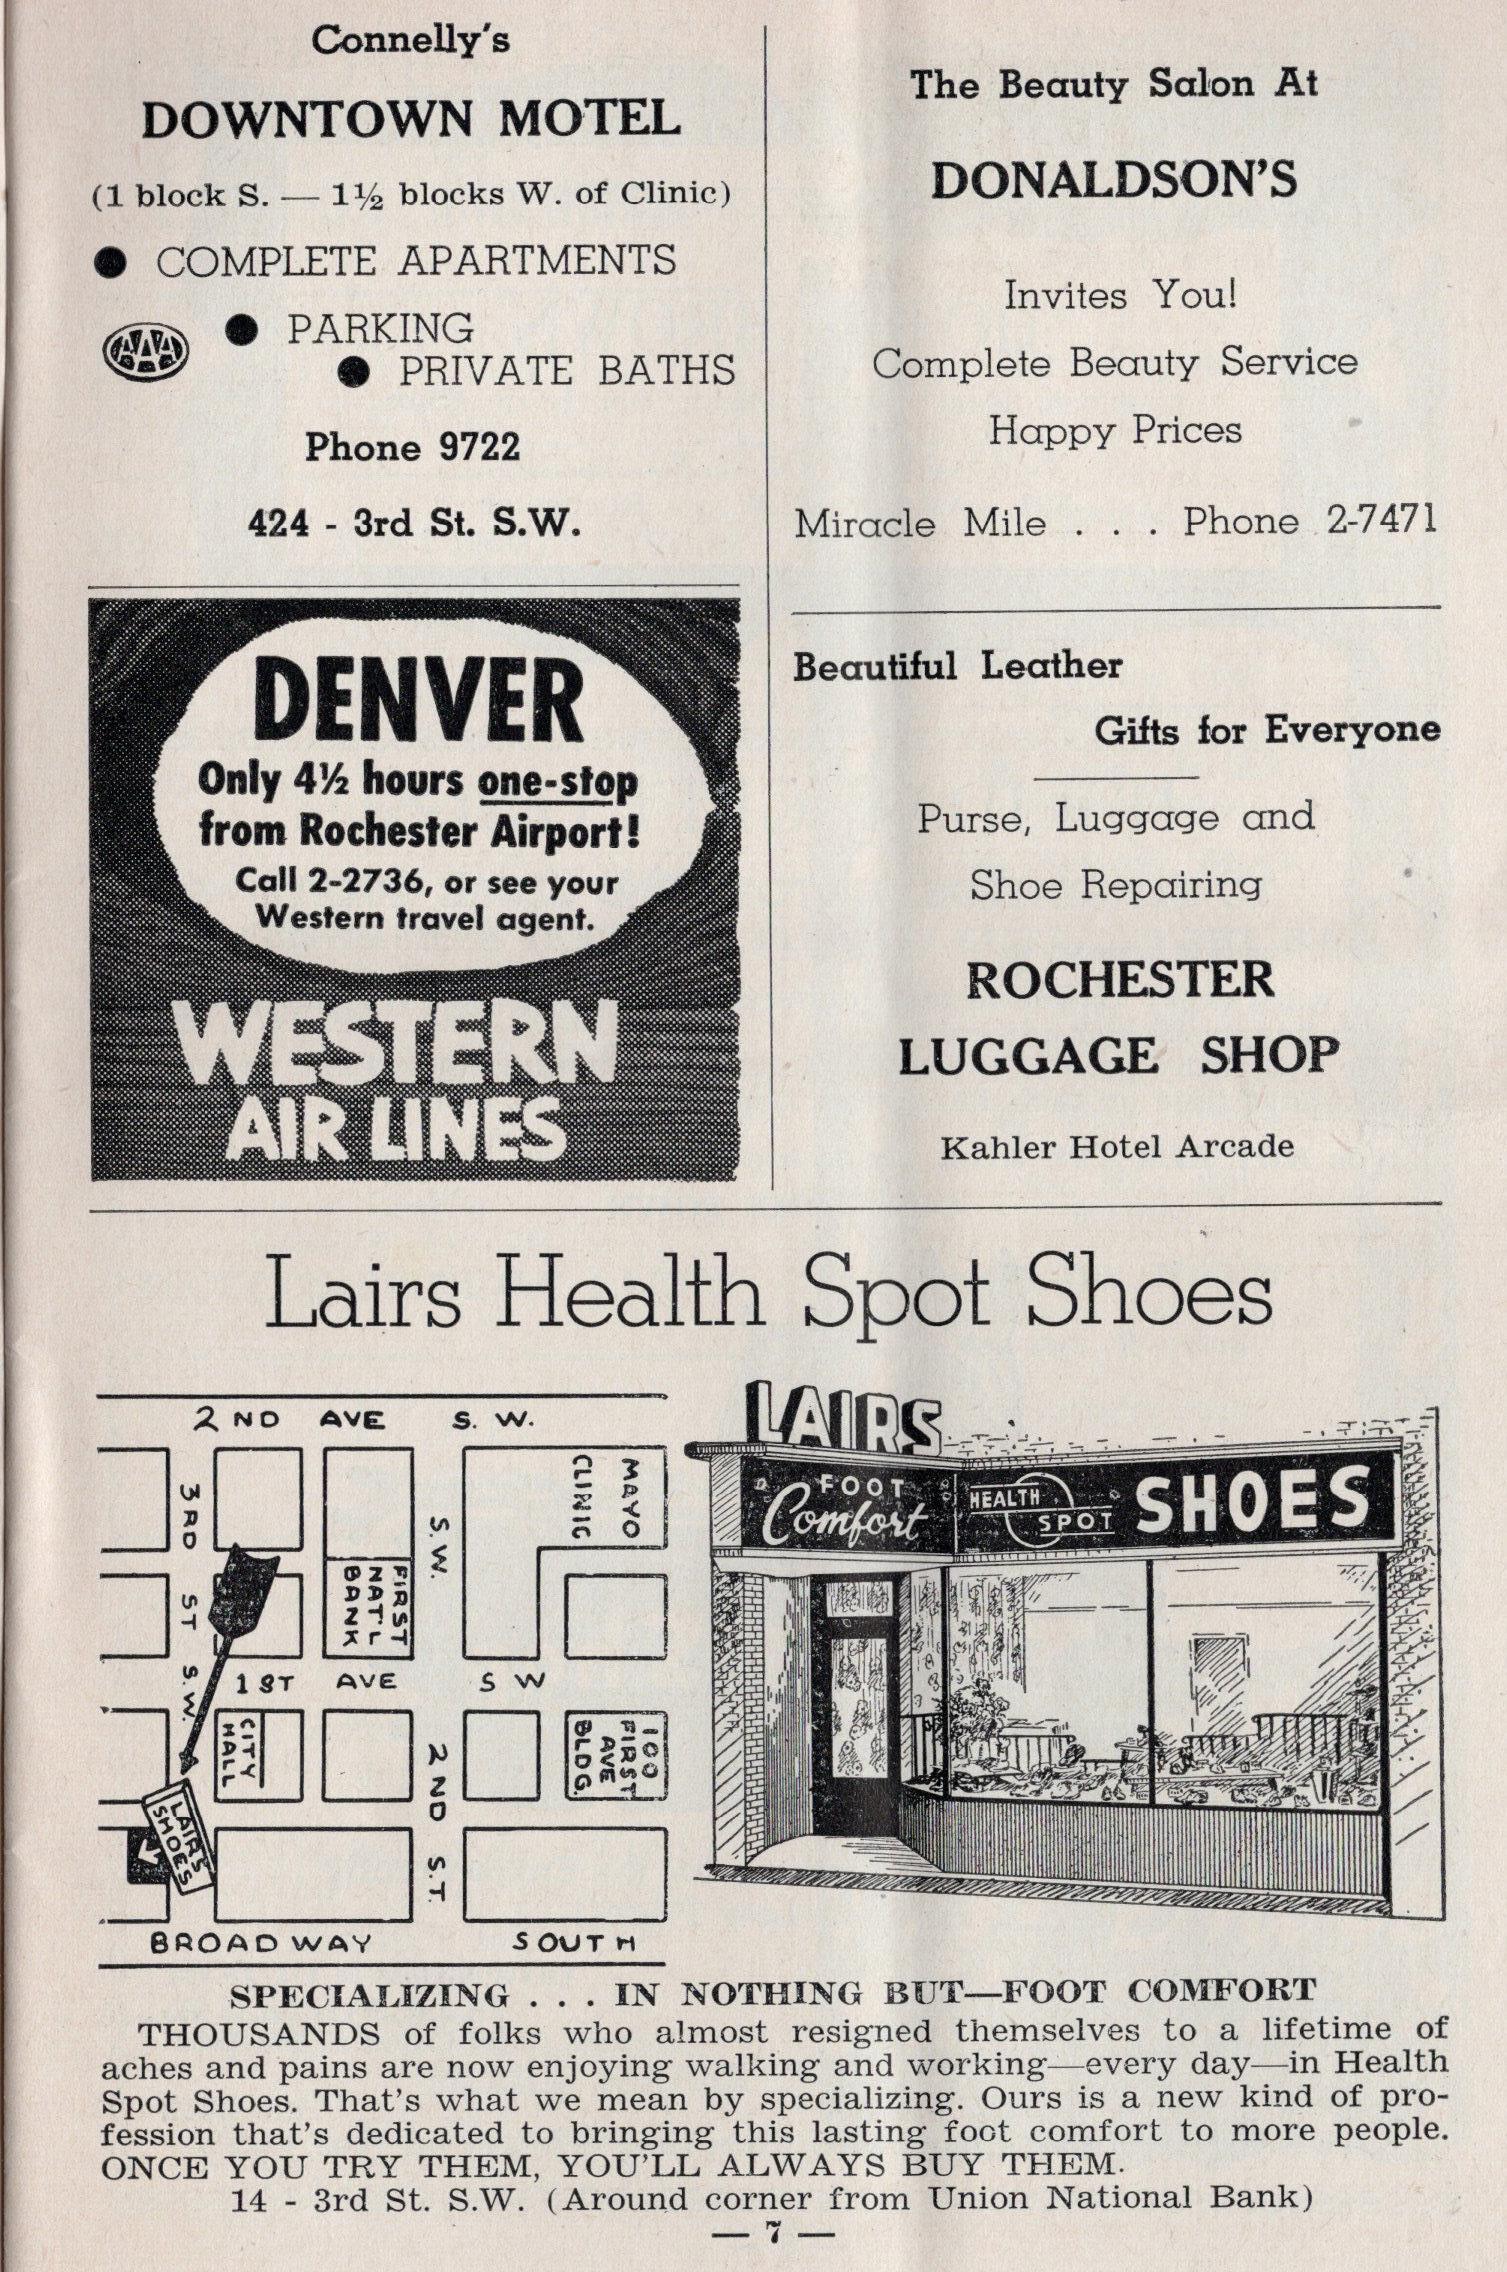 Connelly's
DOWNTOWN MOTEL
(1 block S. — 1½ blocks W. of Clinic)
● COMPLETE APARTMENTS
AAA
● PARKING
● PRIVATE BATHS
Phone 9722
424 - 3rd St. S.W.
The Beauty Salon At
DONALDSON'S
Invites You!
Complete Beauty Service
Happy Prices
Miracle Mile . . . Phone 2-7471
DENVER
Only 4½ hours one-stop
from Rochester Airport!
Call 2-2736, or see your
Western travel agent.
WESTERN
AIR LINES
Beautiful Leather
Gifts for Everyone
Purse, Luggage and
Shoe Repairing
ROCHESTER
LUGGAGE SHOP
Kahler Hotel Arcade
Lairs Health Spot Shoes
2ND AVE S. W.
3RD ST S.W.
MAYO
CLINIC
FIRST
NAT'L
BANK
S.W.
1ST AVE S W
CITY
HALL
2ND S.T.
100
FIRST
AVE
BLDG.
LAIRS
SHOES
BROADWAY SOUTH
LAIRS
FOOT
Comfort
HEALTH
SPOT
SHOES
SPECIALIZING . . . IN NOTHING BUT—FOOT COMFORT
THOUSANDS of folks who almost resigned themselves to a lifetime of
aches and pains are now enjoying walking and working—every day—in Health
Spot Shoes. That's what we mean by specializing. Ours is a new kind of pro-
fession that's dedicated to bringing this lasting foot comfort to more people.
ONCE YOU TRY THEM, YOU'LL ALWAYS BUY THEM.
14 - 3rd St. S.W. (Around corner from Union National Bank)
— 7 —